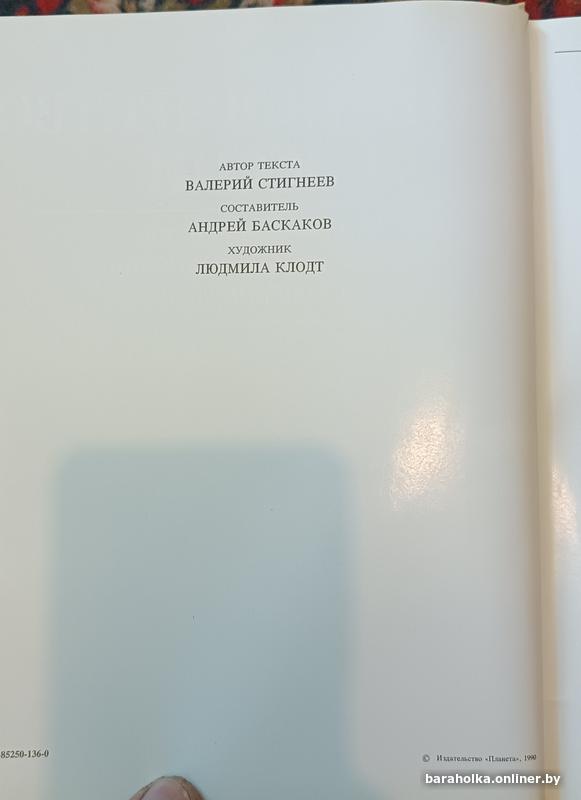 АВТОР ТЕКСТА
ВАЛЕРИЙ СТИГНЕЕВ
СОСТАВИТЕЛЬ
АНДРЕЙ БАСКАКОВ
ХУДОЖНИК
ЛЮДМИЛА КЛОДТ
85250-136-0
© Издательство «Планета», 1990
baraholka.onliner.by